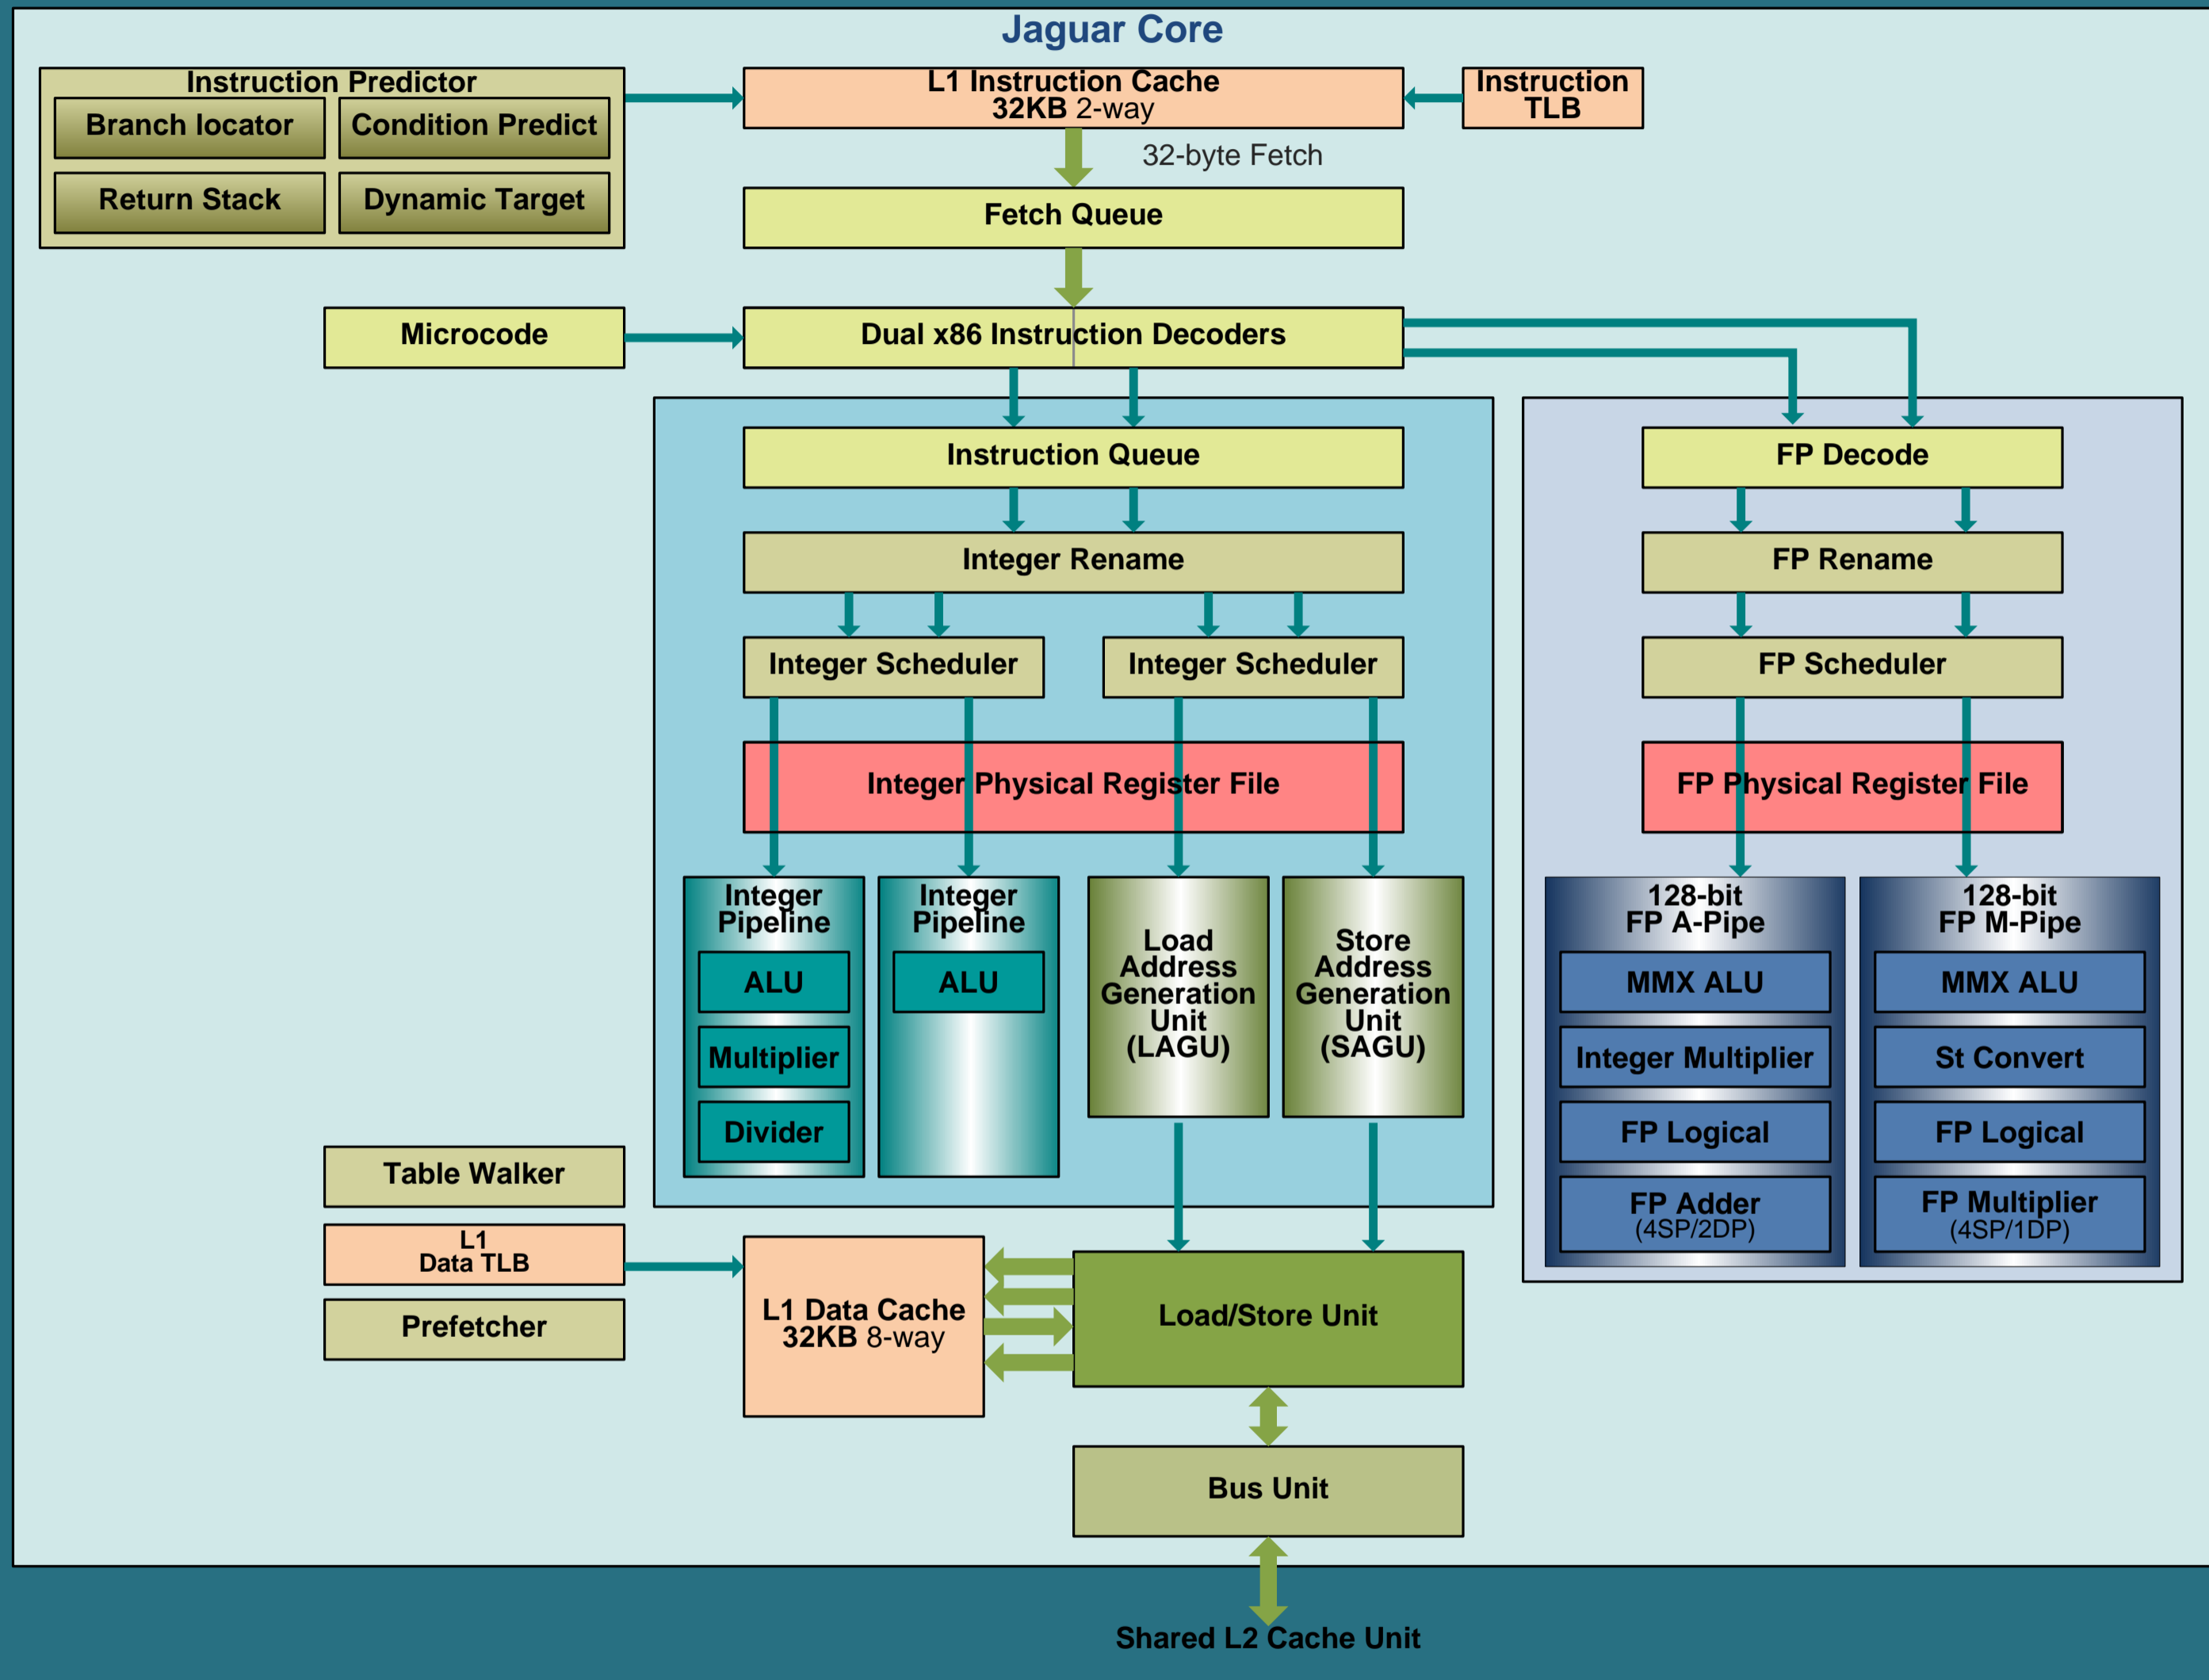 Jaguar Core
Instruction Predictor
Branch locator
Condition Predict
Return Stack
Dynamic Target
L1 Instruction Cache
32KB 2-way
Instruction
TLB
32-byte Fetch
Fetch Queue
Microcode
Dual x86 Instruction Decoders
Instruction Queue
Integer Rename
Integer Scheduler
Integer Scheduler
Integer Physical Register File
Integer
Pipeline
ALU
Multiplier
Divider
Integer
Pipeline
ALU
Load
Address
Generation
Unit
(LAGU)
Store
Address
Generation
Unit
(SAGU)
FP Decode
FP Rename
FP Scheduler
FP Physical Register File
128-bit
FP A-Pipe
MMX ALU
Integer Multiplier
FP Logical
FP Adder
(4SP/2DP)
128-bit
FP M-Pipe
MMX ALU
St Convert
FP Logical
FP Multiplier
(4SP/1DP)
Table Walker
L1
Data TLB
Prefetcher
L1 Data Cache
32KB 8-way
Load/Store Unit
Bus Unit
Shared L2 Cache Unit